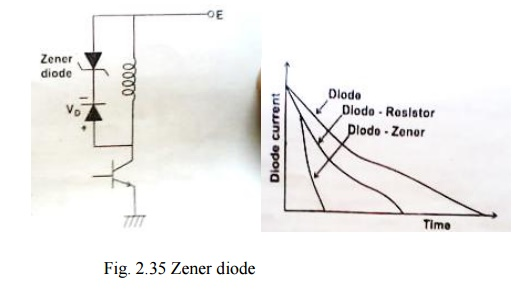 E
Zener
diode
VD
−
+
Diode current
Diode
Diode - Resistor
Diode - Zener
Time
Fig. 2.35 Zener diode